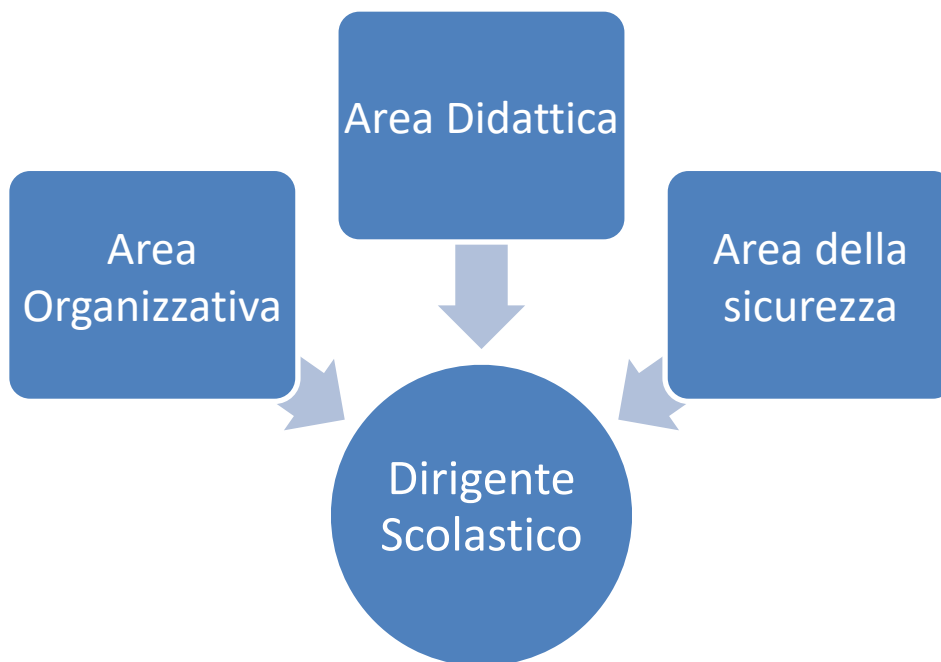 Area Didattica
Area
Organizzativa
Area della
sicurezza
Dirigente
Scolastico